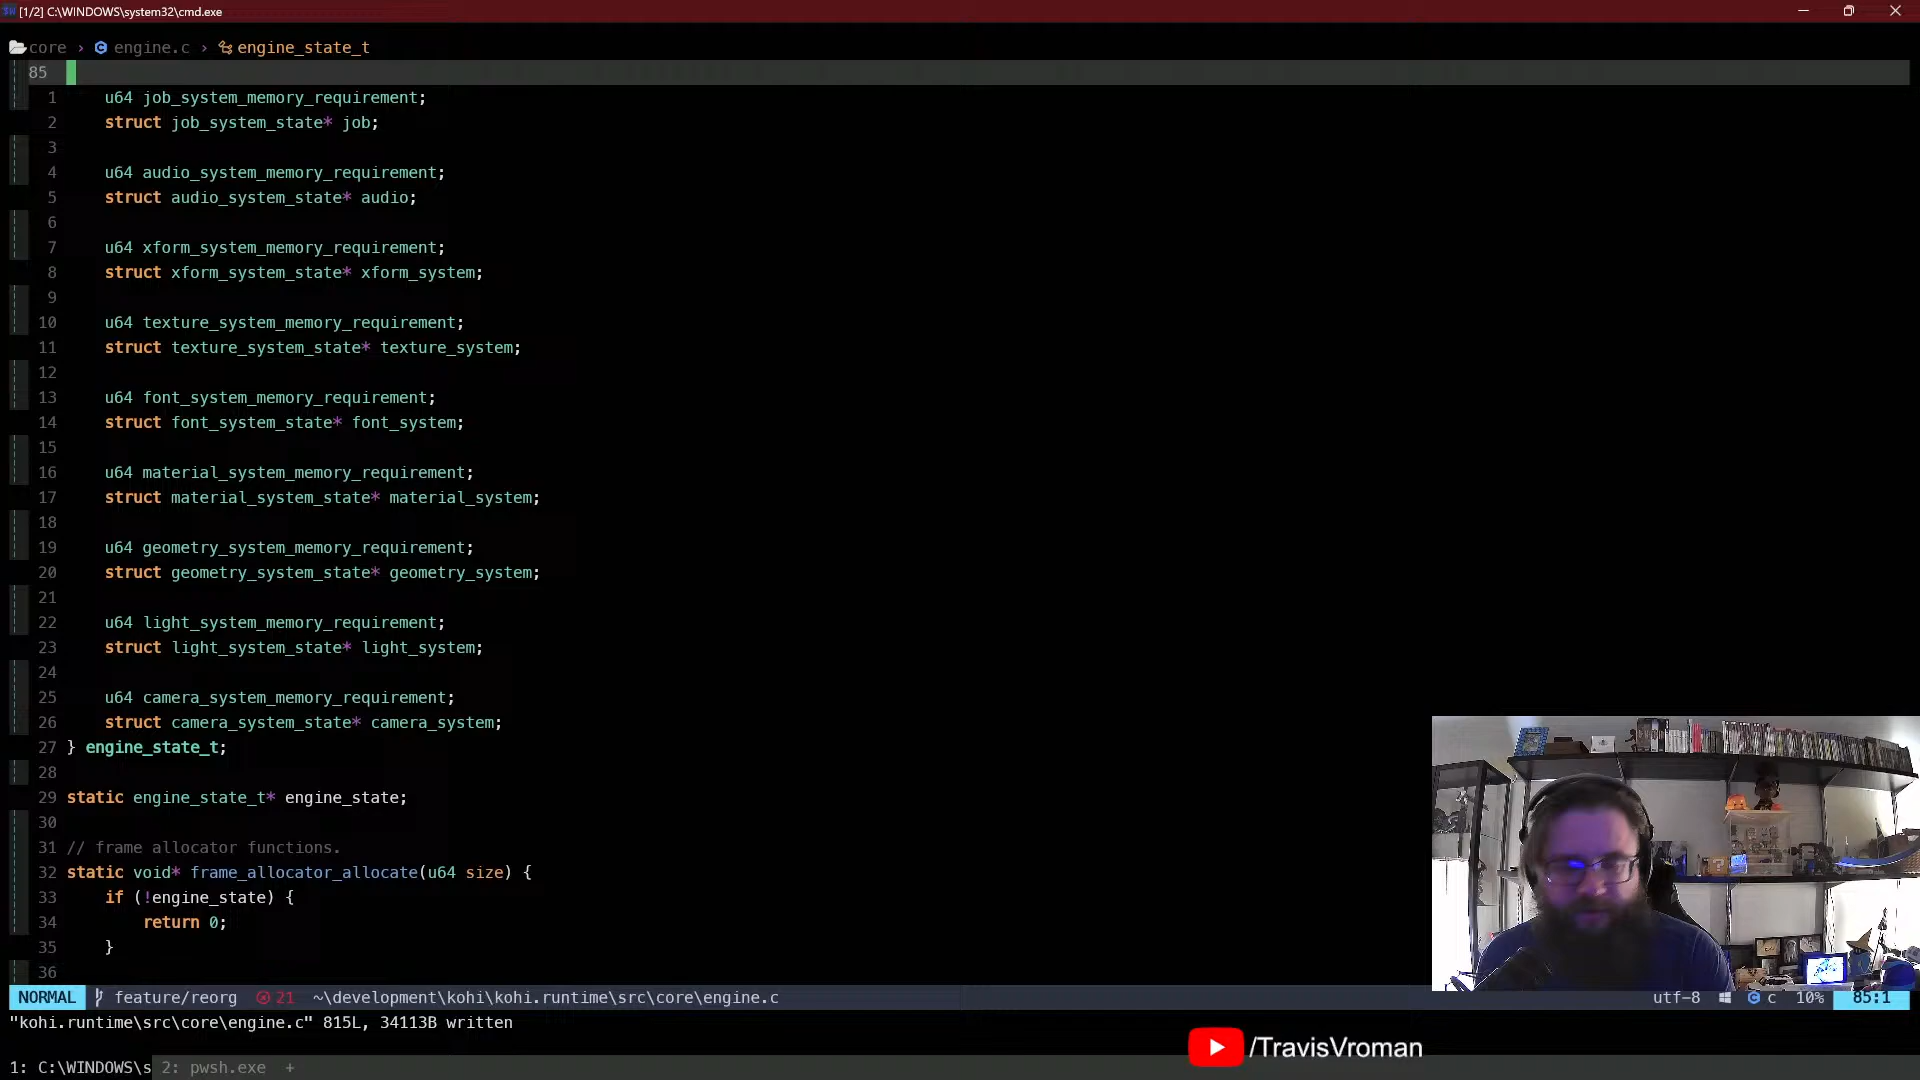 [1/2] C:\WINDOWS\system32\cmd.exe
core › engine.c › engine_state_t
85
1 u64 job_system_memory_requirement;
2 struct job_system_state* job;
3
4 u64 audio_system_memory_requirement;
5 struct audio_system_state* audio;
6
7 u64 xform_system_memory_requirement;
8 struct xform_system_state* xform_system;
9
10 u64 texture_system_memory_requirement;
11 struct texture_system_state* texture_system;
12
13 u64 font_system_memory_requirement;
14 struct font_system_state* font_system;
15
16 u64 material_system_memory_requirement;
17 struct material_system_state* material_system;
18
19 u64 geometry_system_memory_requirement;
20 struct geometry_system_state* geometry_system;
21
22 u64 light_system_memory_requirement;
23 struct light_system_state* light_system;
24
25 u64 camera_system_memory_requirement;
26 struct camera_system_state* camera_system;
27 } engine_state_t;
28
29 static engine_state_t* engine_state;
30
31 // frame allocator functions.
32 static void* frame_allocator_allocate(u64 size) {
33 if (!engine_state) {
34 return 0;
35 }
36
NORMAL feature/reorg 21 ~\development\kohi\kohi.runtime\src\core\engine.c utf-8 c 10% 85:1
"kohi.runtime\src\core\engine.c" 815L, 34113B written
/TravisVroman
1: C:\WINDOWS\s 2: pwsh.exe +